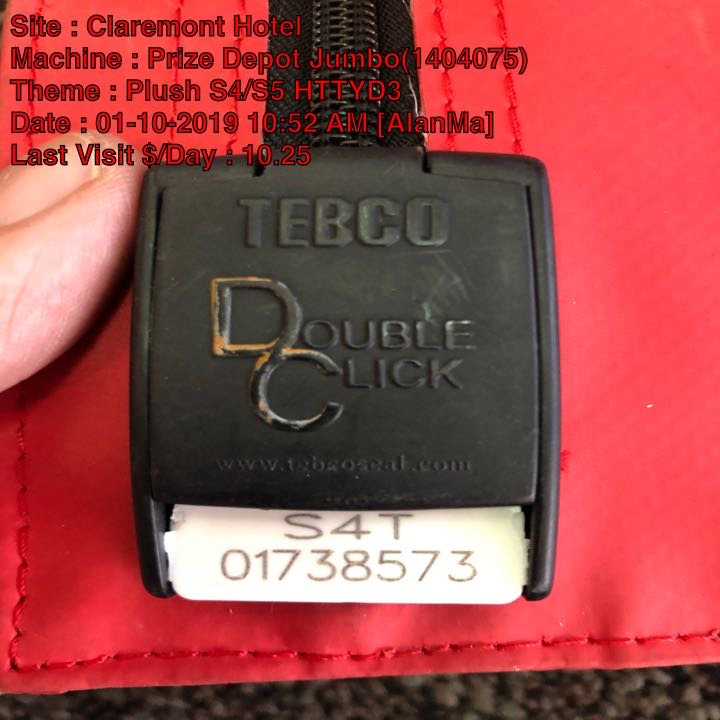 Site : Claremont Hotel
Machine : Prize Depot Jumbo(1404075)
Theme : Plush S4/S5 HTTYD3
Date : 01-10-2019 10:52 AM [AlanMa]
Last Visit $/Day : 10.25
TEBCO
DOUBLE
CLICK
www.tebcoseal.com
S4T
01738573